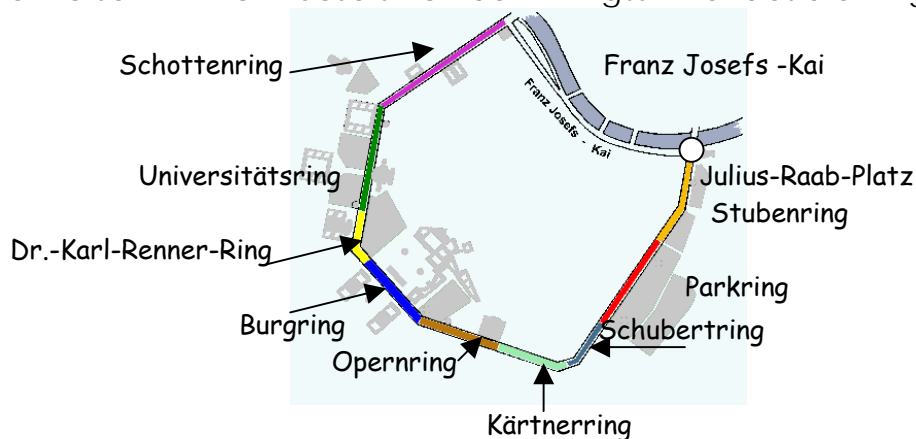 Schottenring
Franz Josefs -Kai
Franz Josefs - Kai
Universitätsring
Julius-Raab-Platz
Stubenring
Dr.-Karl-Renner-Ring
Parkring
Burgring
Schubertring
Opernring
Kärtnerring